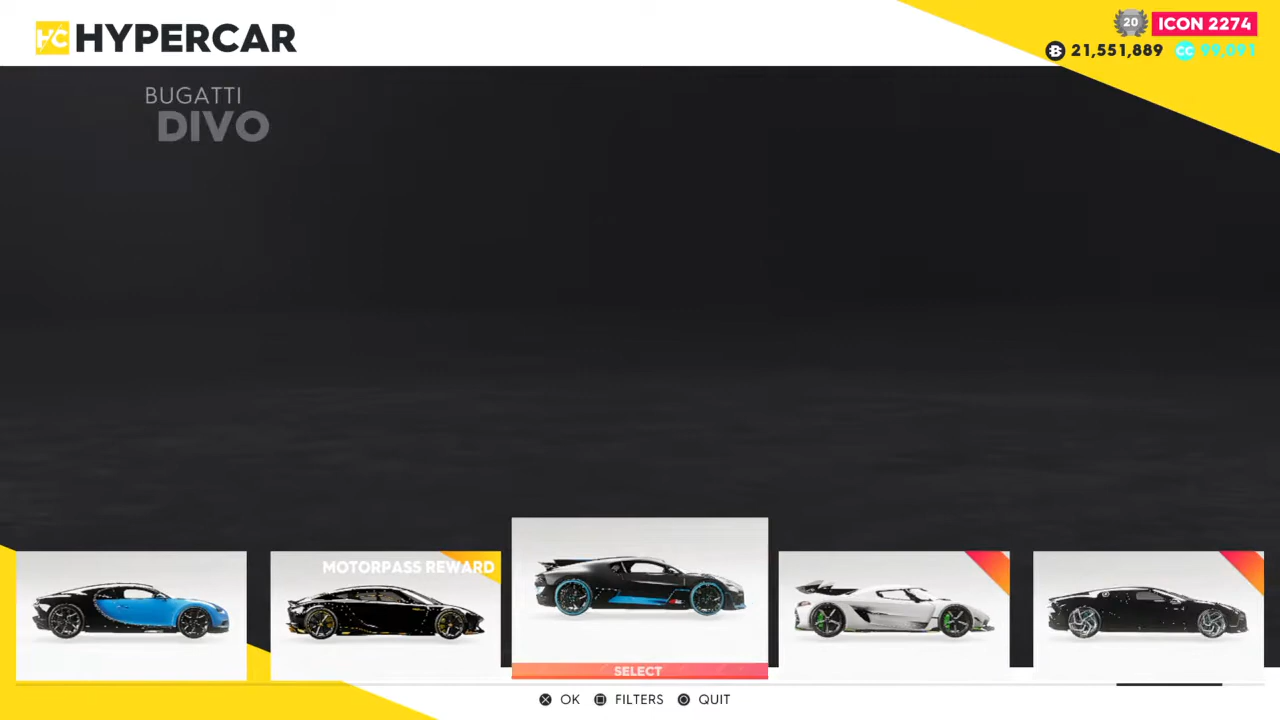 HC HYPERCAR
20 ICON 2274
21,551,889 CC 99,091
BUGATTI
DIVO
MOTORPASS REWARD
SELECT
OK FILTERS QUIT